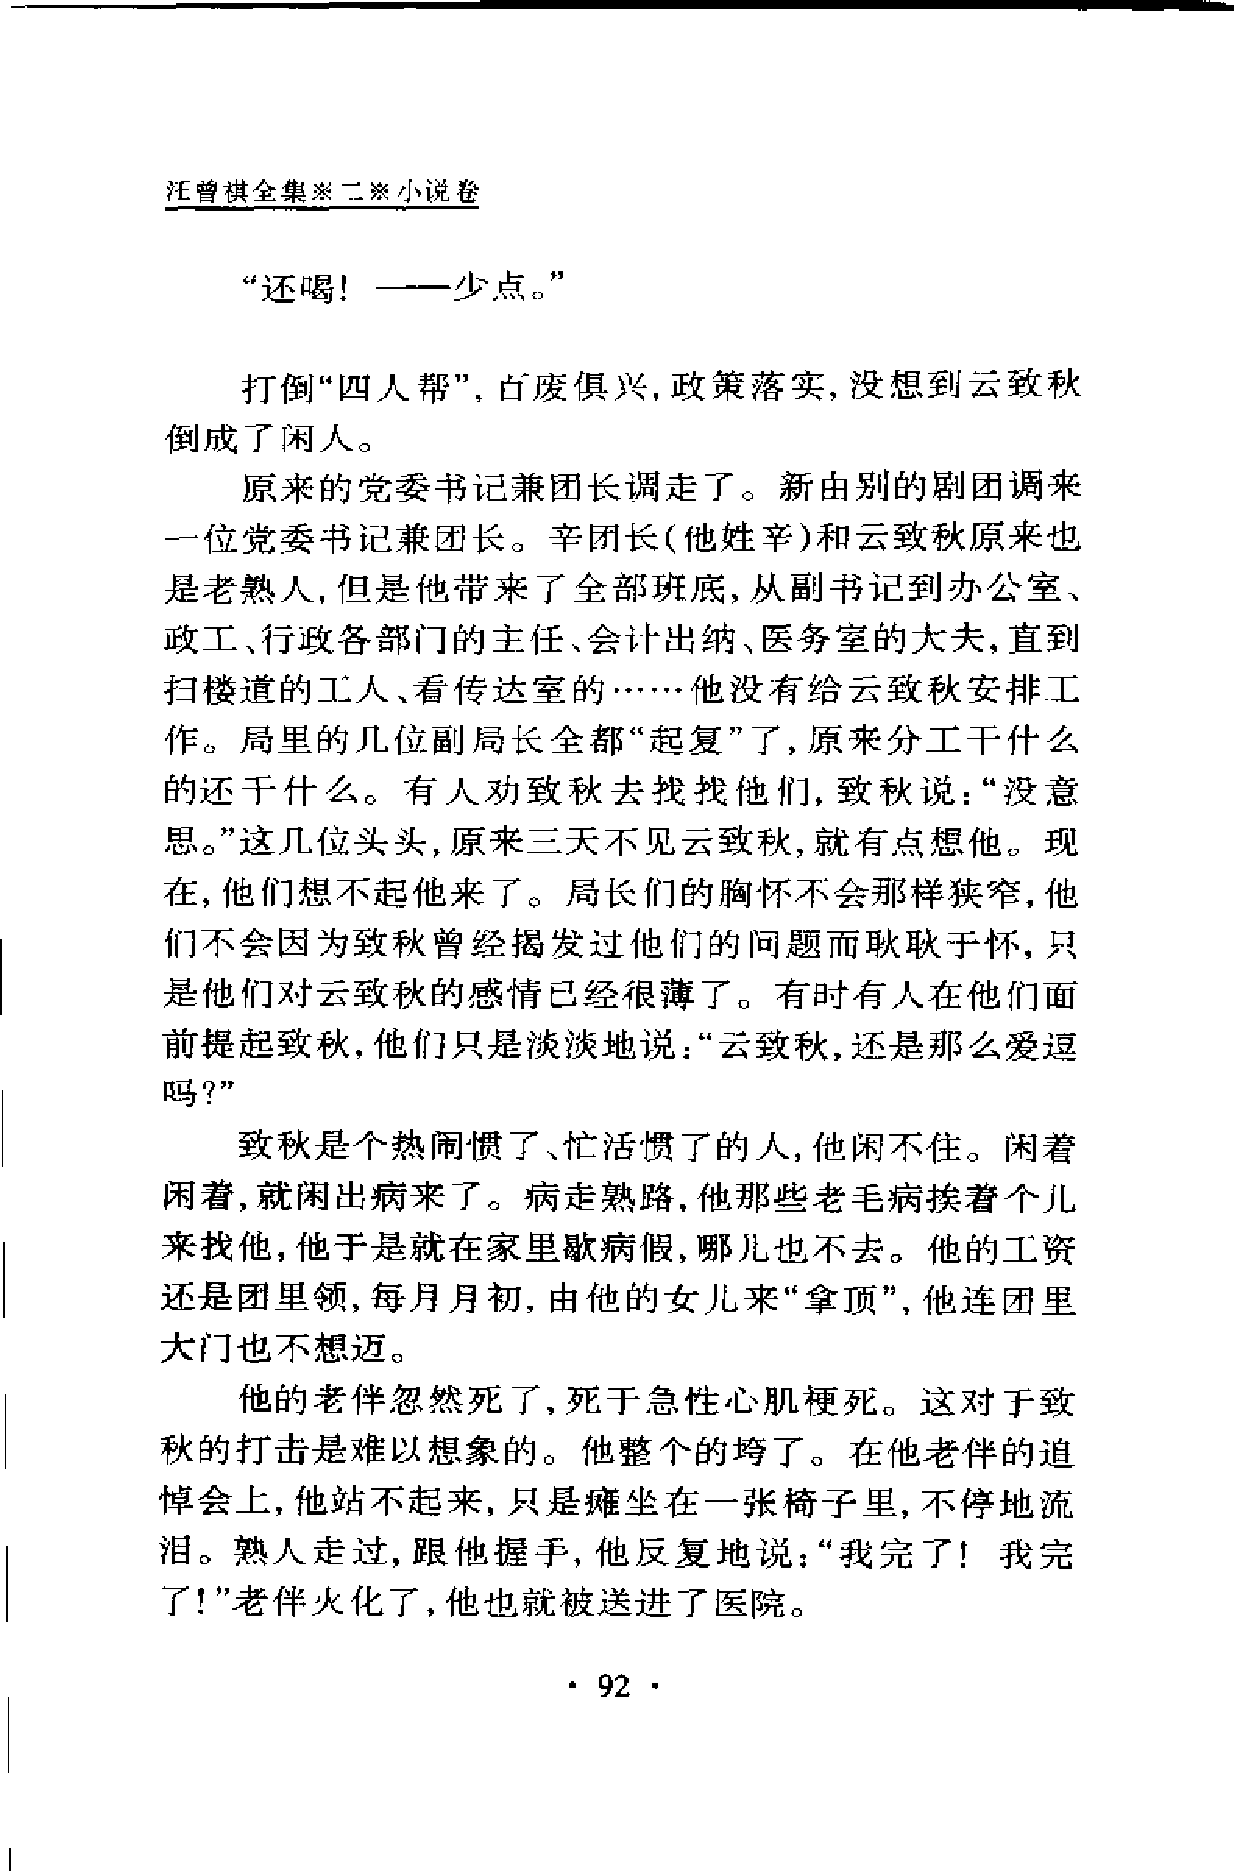 汪曾祺全集※二※小说卷
“还喝！——少点。”
打倒“四人帮”，百废俱兴，政策落实，没想到云致秋
倒成了闲人。
原来的党委书记兼团长调走了。新由别的剧团调来
一位党委书记兼团长。辛团长(他姓辛)和云致秋原来也
是老熟人，但是他带来了全部班底，从副书记到办公室、
政工、行政各部门的主任、会计出纳、医务室的大夫，直到
扫楼道的工人、看传达室的……他没有给云致秋安排工
作。局里的几位副局长全都“起复”了，原来分工干什么
的还干什么。有人劝致秋去找找他们，致秋说：“没意
思。”这几位头头，原来三天不见云致秋，就有点想他。现
在，他们想不起他来了。局长们的胸怀不会那样狭窄，他
们不会因为致秋曾经揭发过他们的问题而耿耿于怀，只
是他们对云致秋的感情已经很薄了。有时有人在他们面
前提起致秋，他们只是淡淡地说：“云致秋，还是那么爱逗
吗？”
致秋是个热闹惯了、忙活惯了的人，他闲不住。闲着
闲着，就闲出病来了。病走熟路，他那些老毛病挨着个儿
来找他，他于是就在家里歇病假，哪儿也不去。他的工资
还是团里领，每月月初，由他的女儿来“拿顶”，他连团里
大门也不想迈。
他的老伴忽然死了，死于急性心肌梗死。这对于致
秋的打击是难以想象的。他整个的垮了。在他老伴的追
悼会上，他站不起来，只是瘫坐在一张椅子里，不停地流
泪。熟人走过，跟他握手，他反复地说：“我完了！我完
了！”老伴火化了，他也就被送进了医院。
· 92 ·